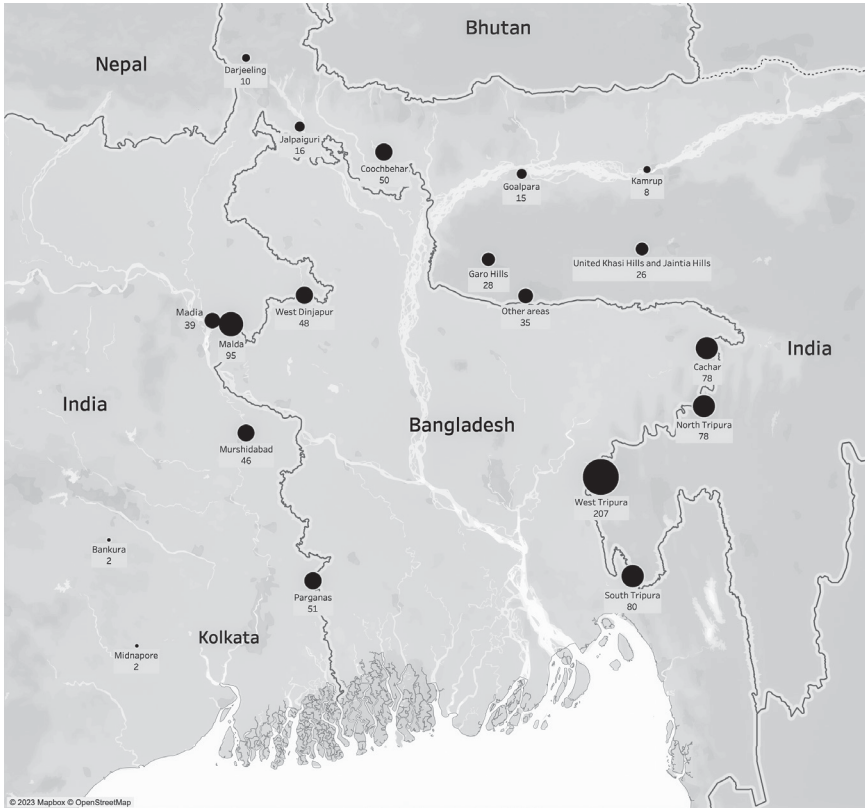 Bhutan
Nepal
Darjeeling
10
Jalpaiguri
16
Coochbehar
50
Goalpara
15
Kamrup
8
Garo Hills
28
United Khasi Hills and Jaintia Hills
26
Other areas
35
West Dinjapur
48
Madia
39
Malda
95
Cachar
78
India
India
Bangladesh
North Tripura
78
Murshidabad
46
West Tripura
207
Bankura
2
Parganas
51
South Tripura
80
Kolkata
Midnapore
2
© 2023 Mapbox © OpenStreetMap